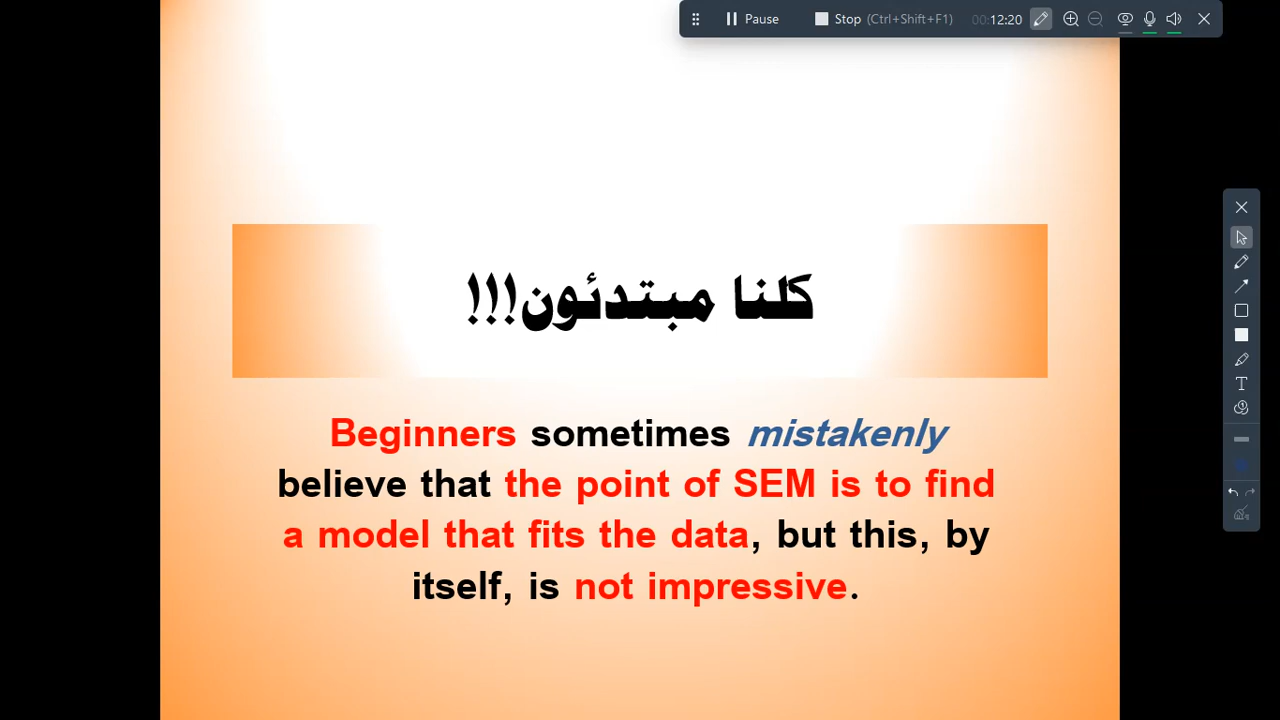 Pause
Stop (Ctrl+Shift+F1)
00:12:20
كلنا مبتدئون!!!
Beginners sometimes mistakenly
believe that the point of SEM is to find
a model that fits the data, but this, by
itself, is not impressive.